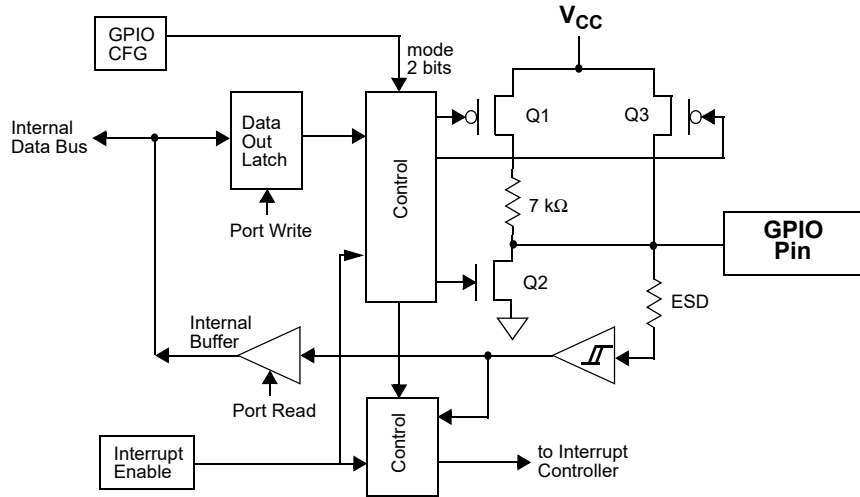 GPIO
CFG
mode
2 bits
VCC
Q1
Q3
Internal
Data Bus
Data
Out
Latch
Control
7 kΩ
Port Write
GPIO
Pin
Q2
ESD
Internal
Buffer
Port Read
Interrupt
Enable
Control
to Interrupt
Controller